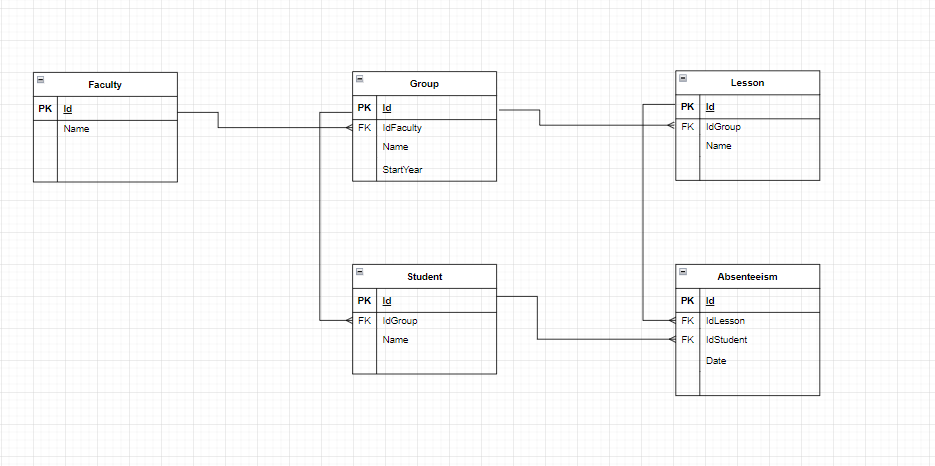 Faculty
PK Id
Name
Group
PK Id
FK IdFaculty
Name
StartYear
Lesson
PK Id
FK IdGroup
Name
Student
PK Id
FK IdGroup
Name
Absenteeism
PK Id
FK IdLesson
FK IdStudent
Date